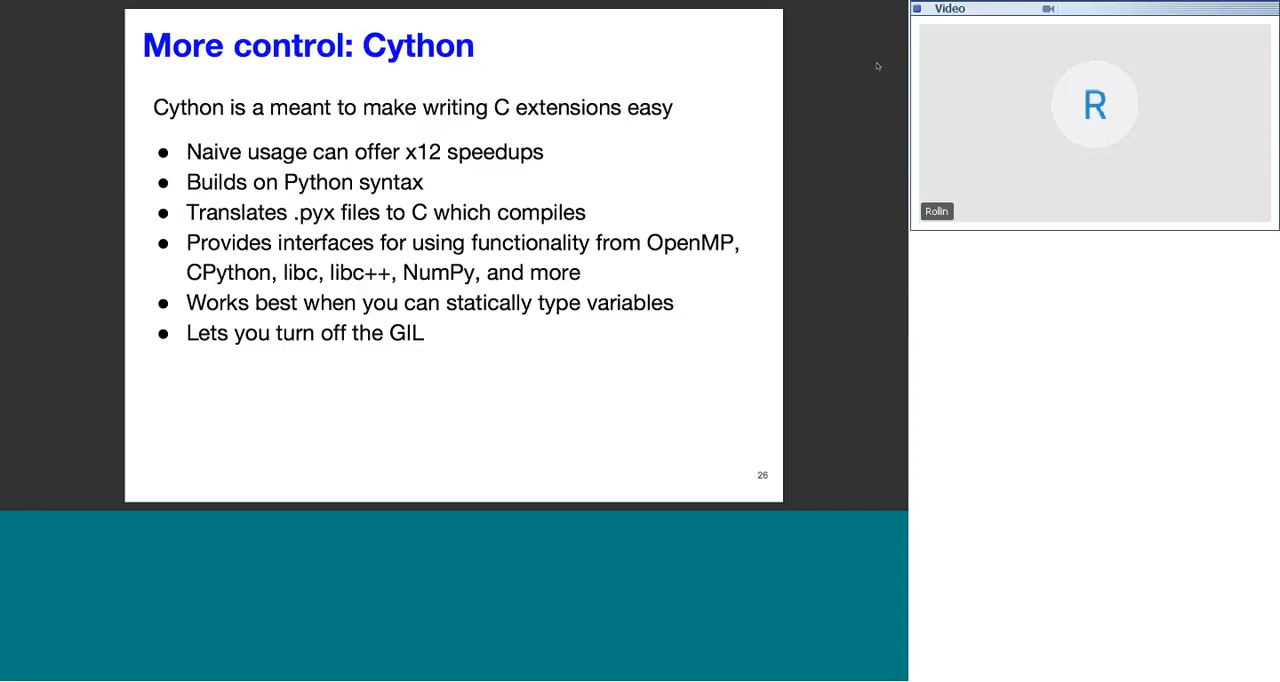 More control: Cython
Cython is a meant to make writing C extensions easy
● Naive usage can offer x12 speedups
● Builds on Python syntax
● Translates .pyx files to C which compiles
● Provides interfaces for using functionality from OpenMP,
CPython, libc, libc++, NumPy, and more
● Works best when you can statically type variables
● Lets you turn off the GIL
26
Video
R
Rolin